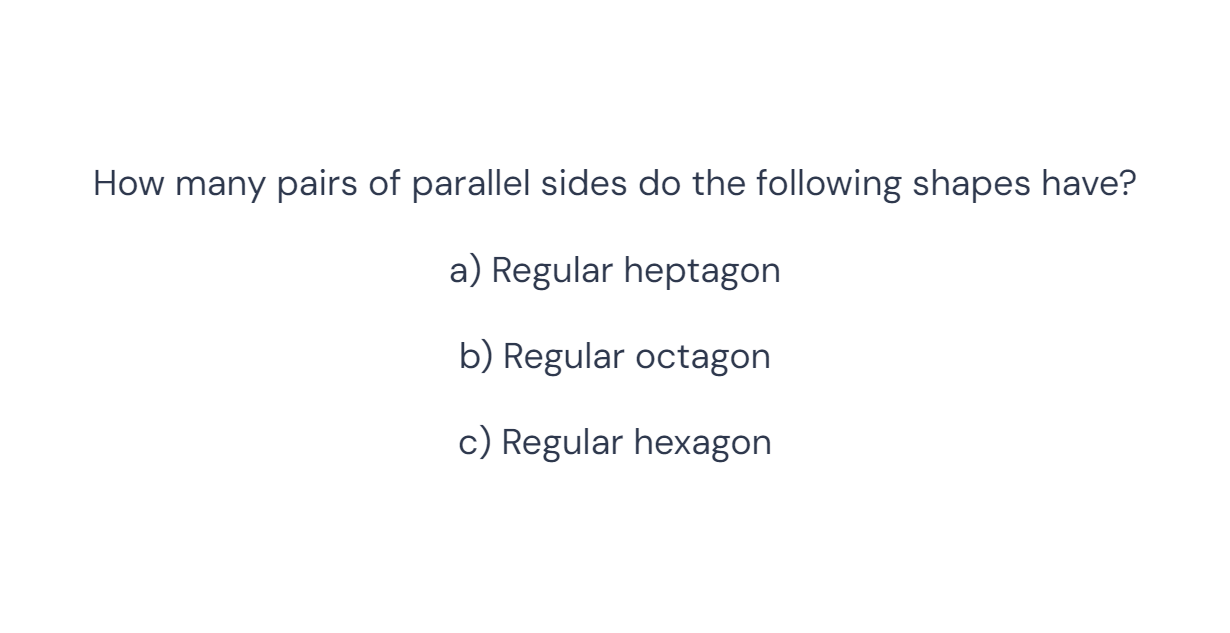 How many pairs of parallel sides do the following shapes have?
a) Regular heptagon
b) Regular octagon
c) Regular hexagon